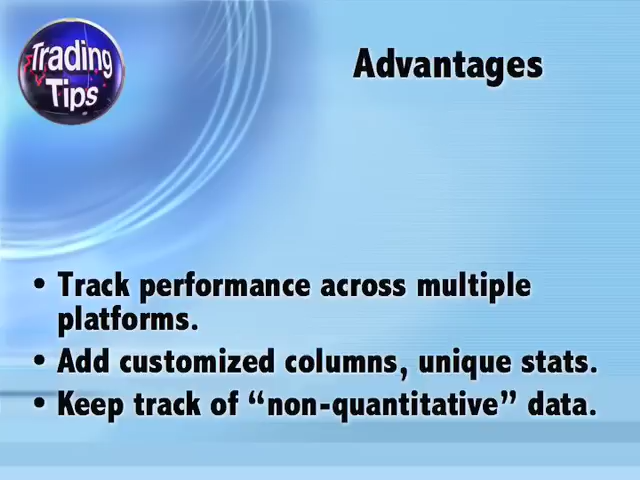 Trading
Tips
Advantages
• Track performance across multiple
platforms.
• Add customized columns, unique stats.
• Keep track of “non-quantitative” data.